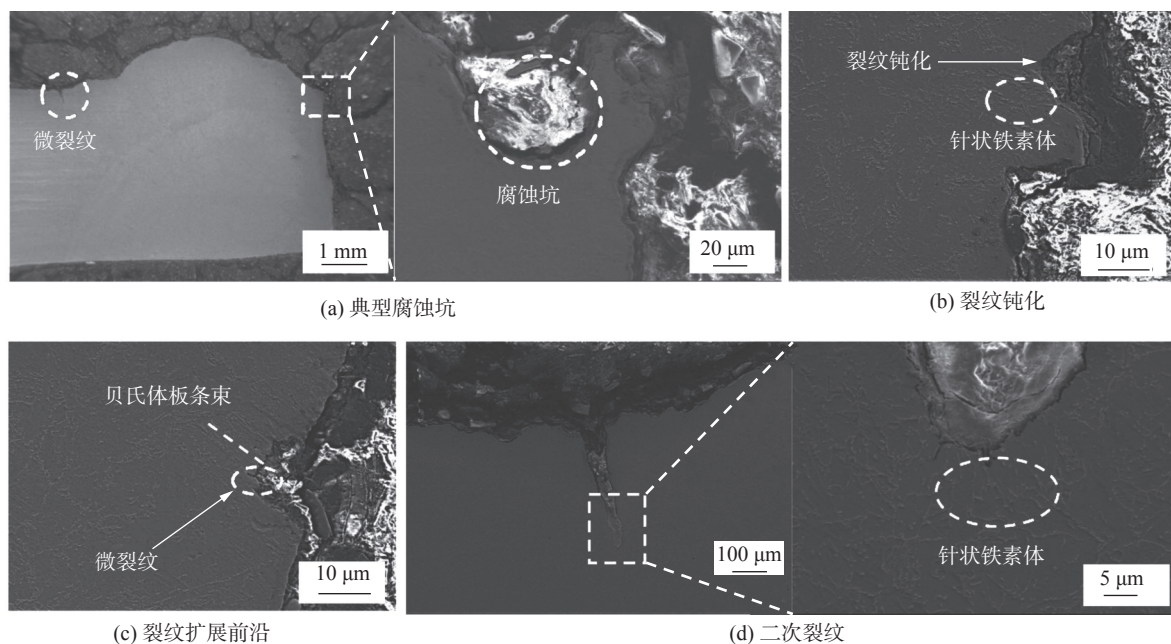 微裂纹
1 mm
腐蚀坑
20 μm
(a) 典型腐蚀坑
裂纹钝化
针状铁素体
10 μm
(b) 裂纹钝化
贝氏体板条束
微裂纹
10 μm
(c) 裂纹扩展前沿
100 μm
针状铁素体
5 μm
(d) 二次裂纹